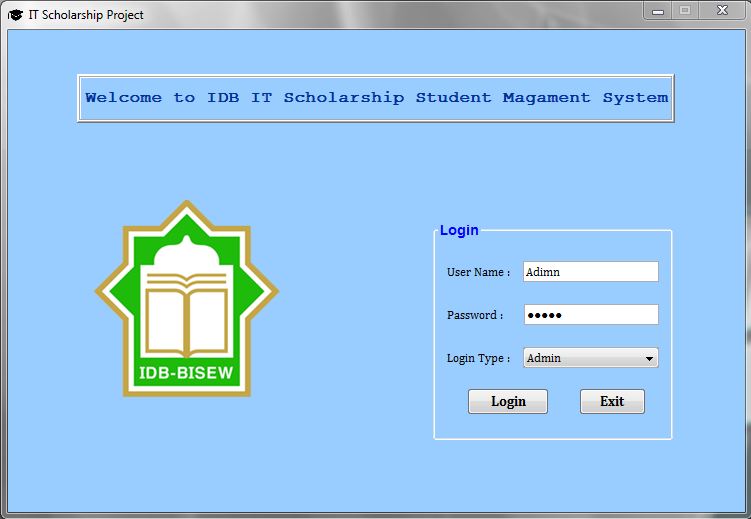 IT Scholarship Project
Welcome to IDB IT Scholarship Student Magament System
IDB-BISEW
Login
User Name : Adimn
Password : ●●●●●
Login Type : Admin
Login Exit